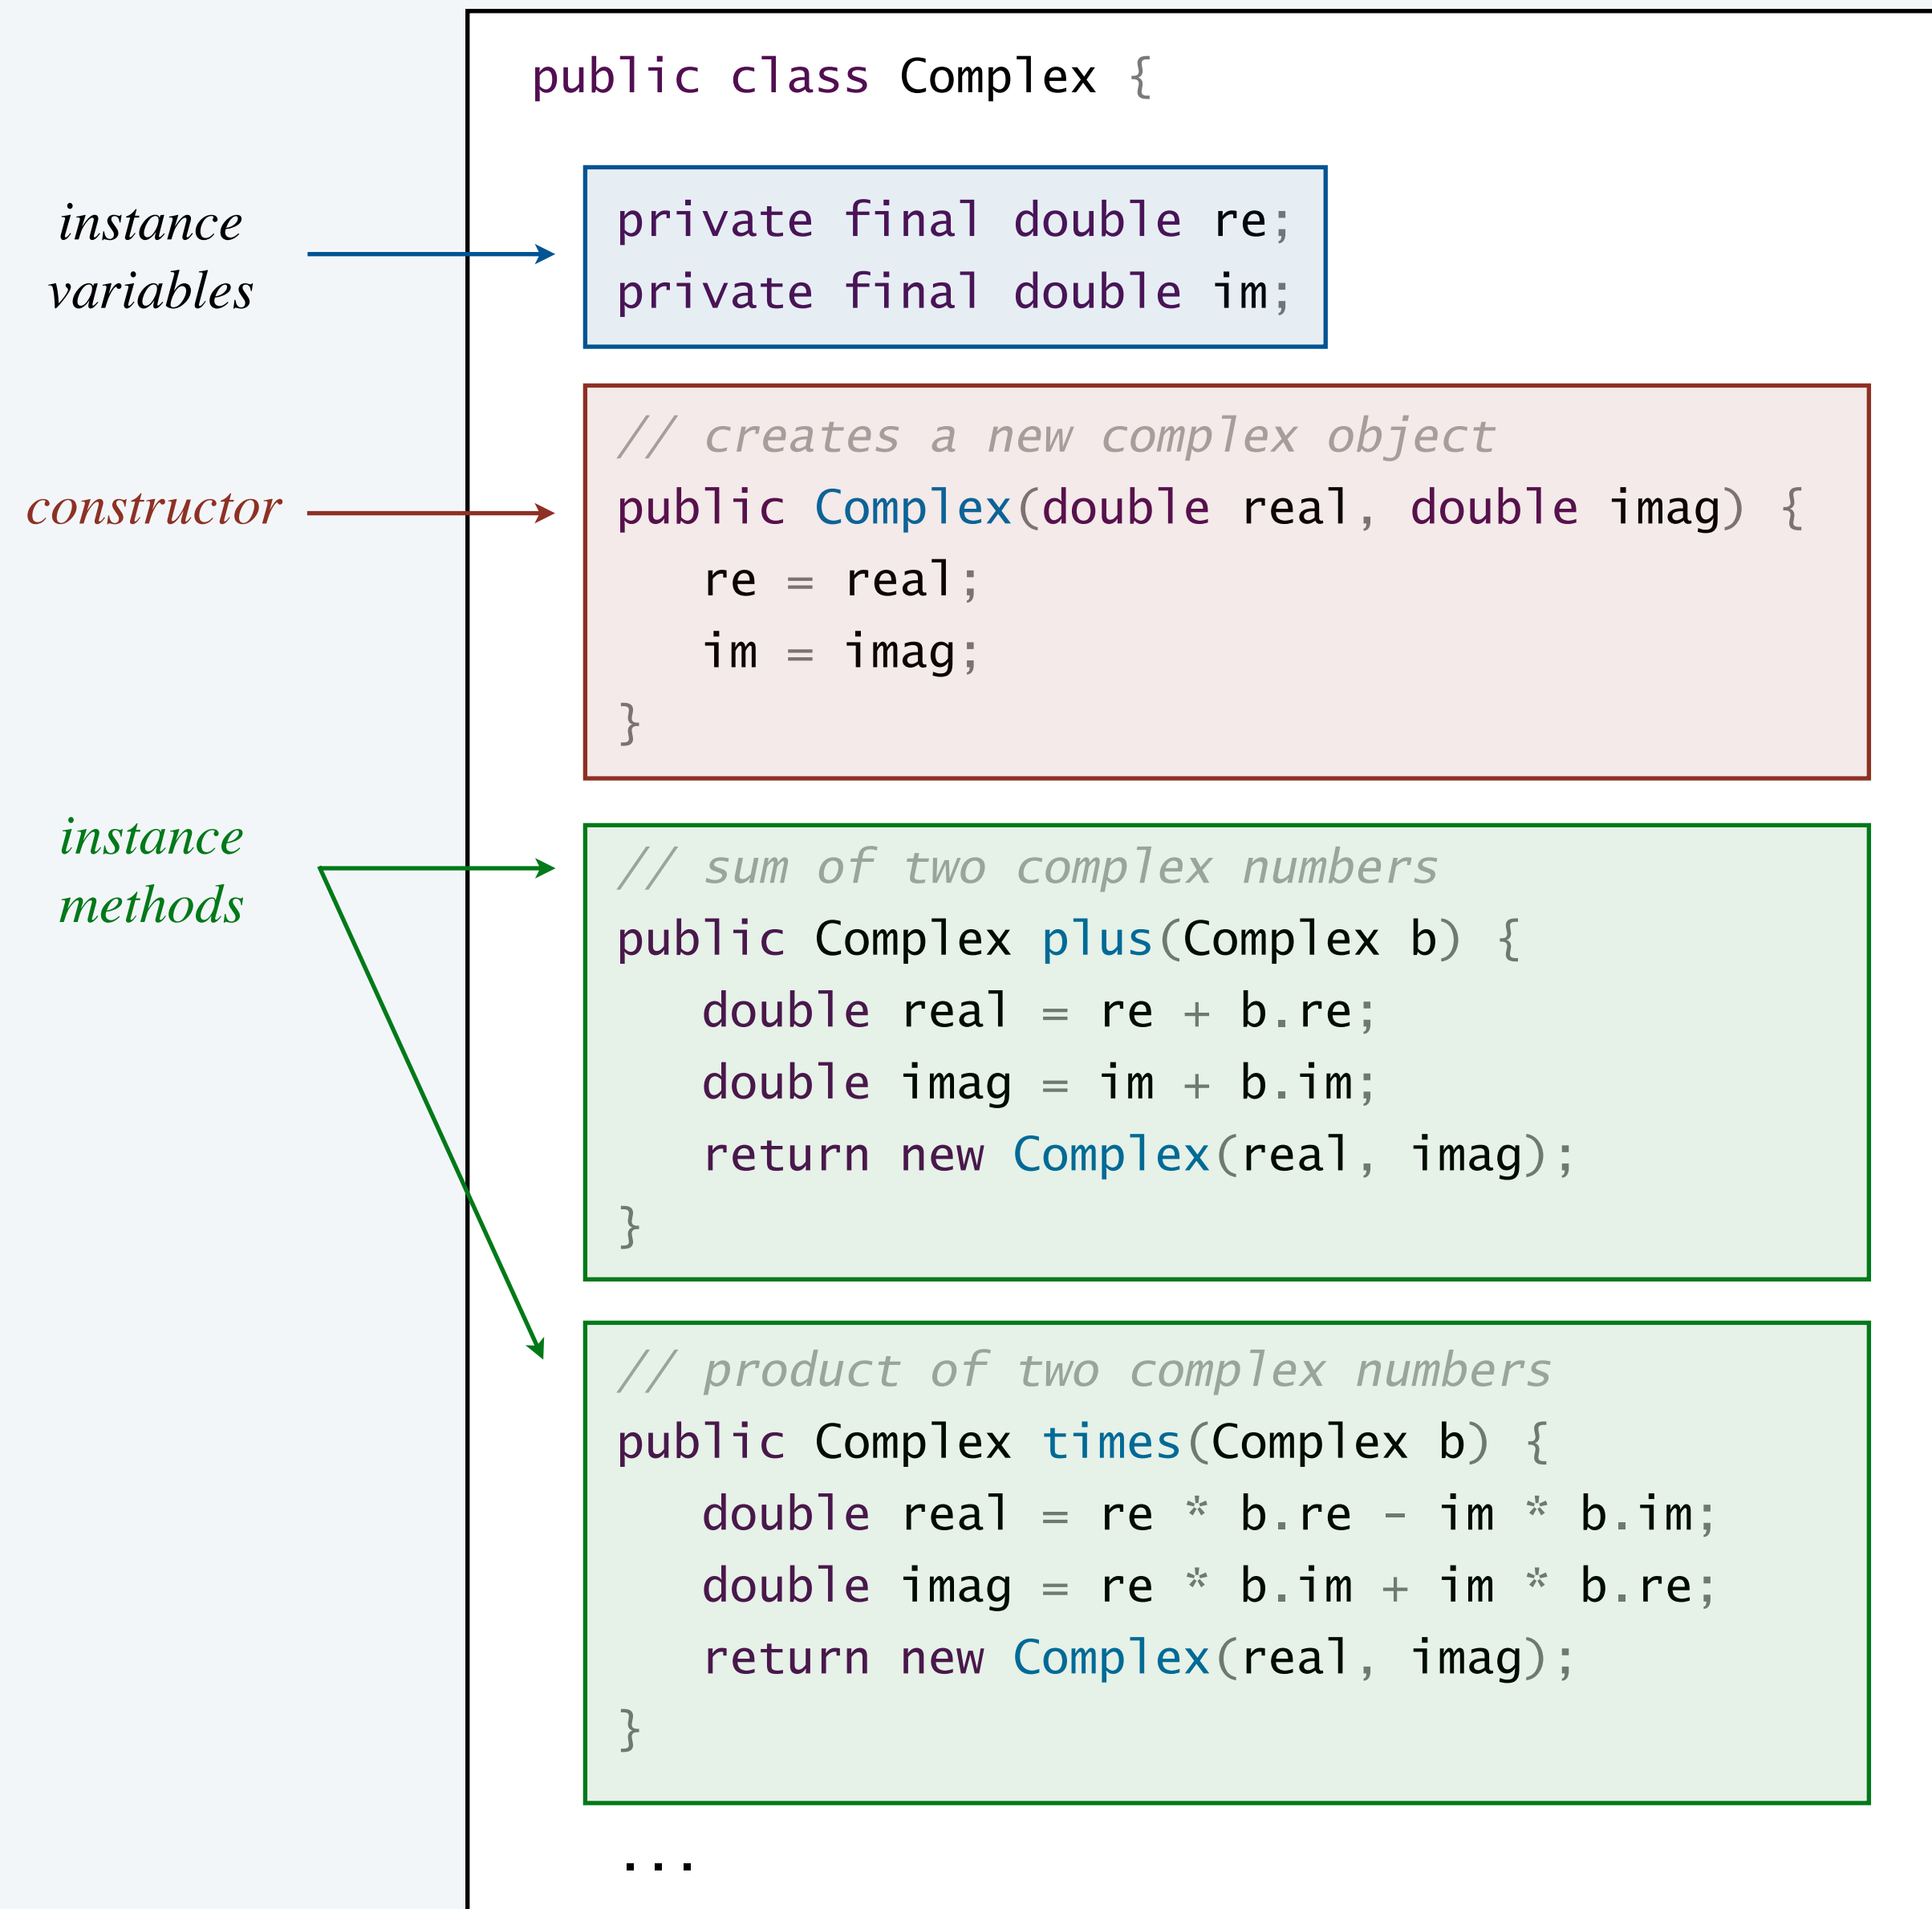 public class Complex {
instance
variables
private final double re;
private final double im;
constructor
// creates a new complex object
public Complex(double real, double imag) {
re = real;
im = imag;
}
instance
methods
// sum of two complex numbers
public Complex plus(Complex b) {
double real = re + b.re;
double imag = im + b.im;
return new Complex(real, imag);
}
// product of two complex numbers
public Complex times(Complex b) {
double real = re * b.re - im * b.im;
double imag = re * b.im + im * b.re;
return new Complex(real, imag);
}
...